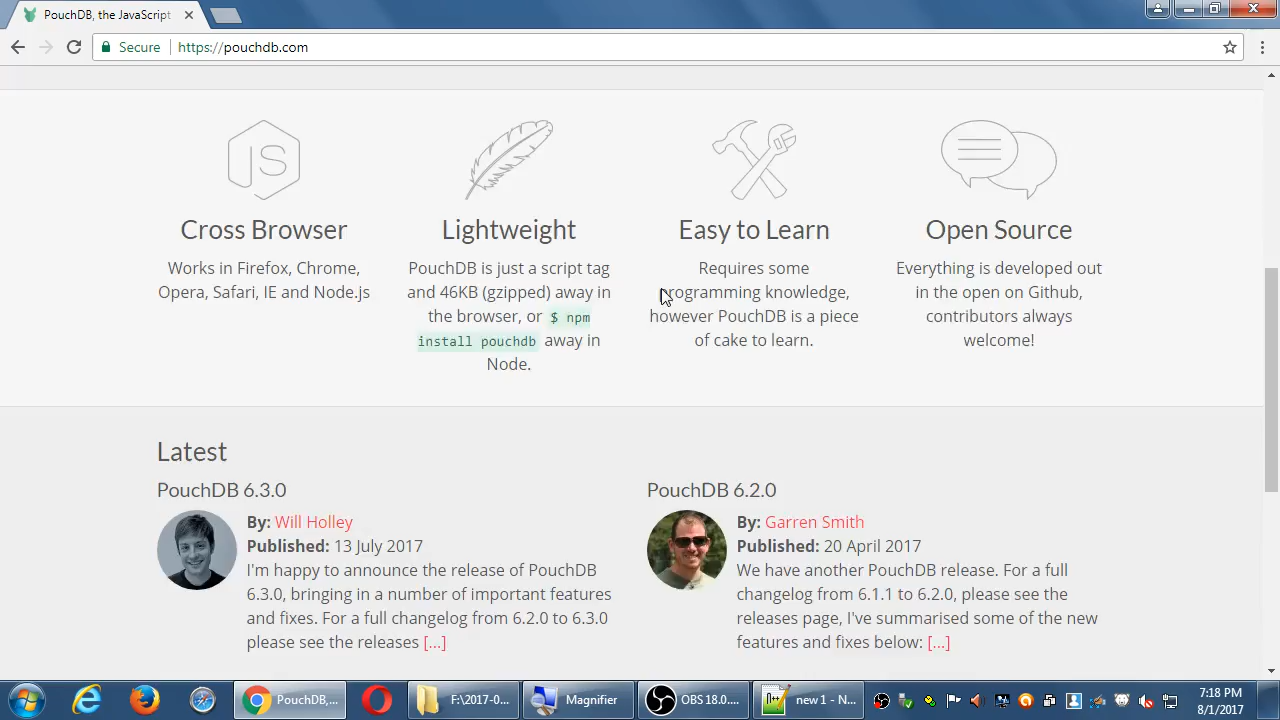 PouchDB, the JavaScript
Secure
https://pouchdb.com
JS
Cross Browser
Works in Firefox, Chrome,
Opera, Safari, IE and Node.js
Lightweight
PouchDB is just a script tag
and 46KB (gzipped) away in
the browser, or $ npm
install pouchdb away in
Node.
Easy to Learn
Requires some
programming knowledge,
however PouchDB is a piece
of cake to learn.
Open Source
Everything is developed out
in the open on Github,
contributors always
welcome!
Latest
PouchDB 6.3.0
By: Will Holley
Published: 13 July 2017
I'm happy to announce the release of PouchDB
6.3.0, bringing in a number of important features
and fixes. For a full changelog from 6.2.0 to 6.3.0
please see the releases [...]
PouchDB 6.2.0
By: Garren Smith
Published: 20 April 2017
We have another PouchDB release. For a full
changelog from 6.1.1 to 6.2.0, please see the
releases page, I've summarised some of the new
features and fixes below: [...]
PouchDB,...
F:\2017-0...
Magnifier
OBS 18.0....
new 1 - N...
7:18 PM
8/1/2017